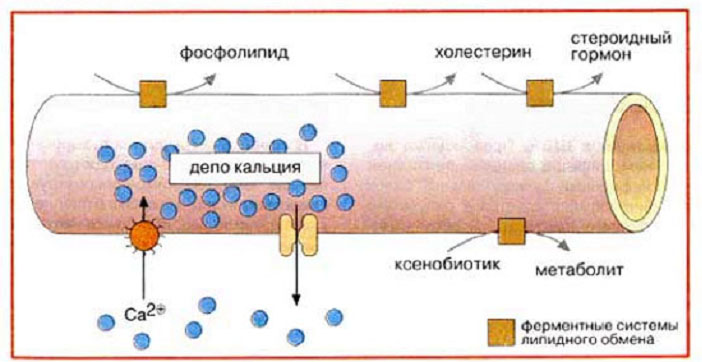 фосфолипид
холестерин
стероидный
гормон
депо кальция
ксенобиотик
метаболит
Ca²⊕
ферментные системы
липидного обмена